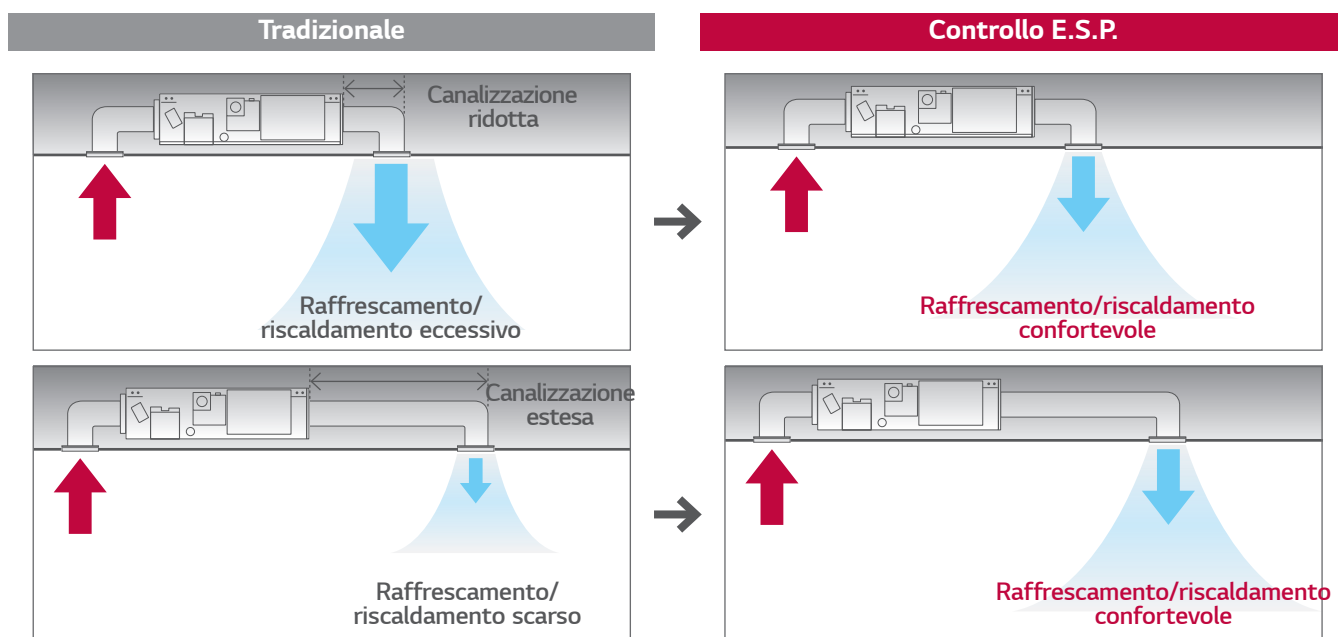 Tradizionale
Controllo E.S.P.
Canalizzazione
ridotta
Raffrescamento/
riscaldamento eccessivo
Raffrescamento/riscaldamento
confortevole
Canalizzazione
estesa
Raffrescamento/
riscaldamento scarso
Raffrescamento/riscaldamento
confortevole